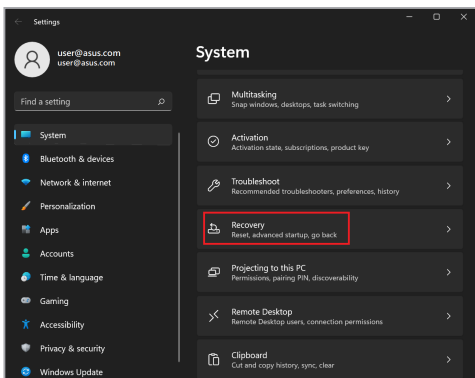 Settings
user@asus.com
user@asus.com
Find a setting
System
Bluetooth & devices
Network & internet
Personalization
Apps
Accounts
Time & language
Gaming
Accessibility
Privacy & security
Windows Update
System
Multitasking
Snap windows, desktops, task switching
Activation
Activation state, subscriptions, product key
Troubleshoot
Recommended troubleshooters, preferences, history
Recovery
Reset, advanced startup, go back
Projecting to this PC
Permissions, pairing PIN, discoverability
Remote Desktop
Remote Desktop users, connection permissions
Clipboard
Cut and copy history, sync, clear